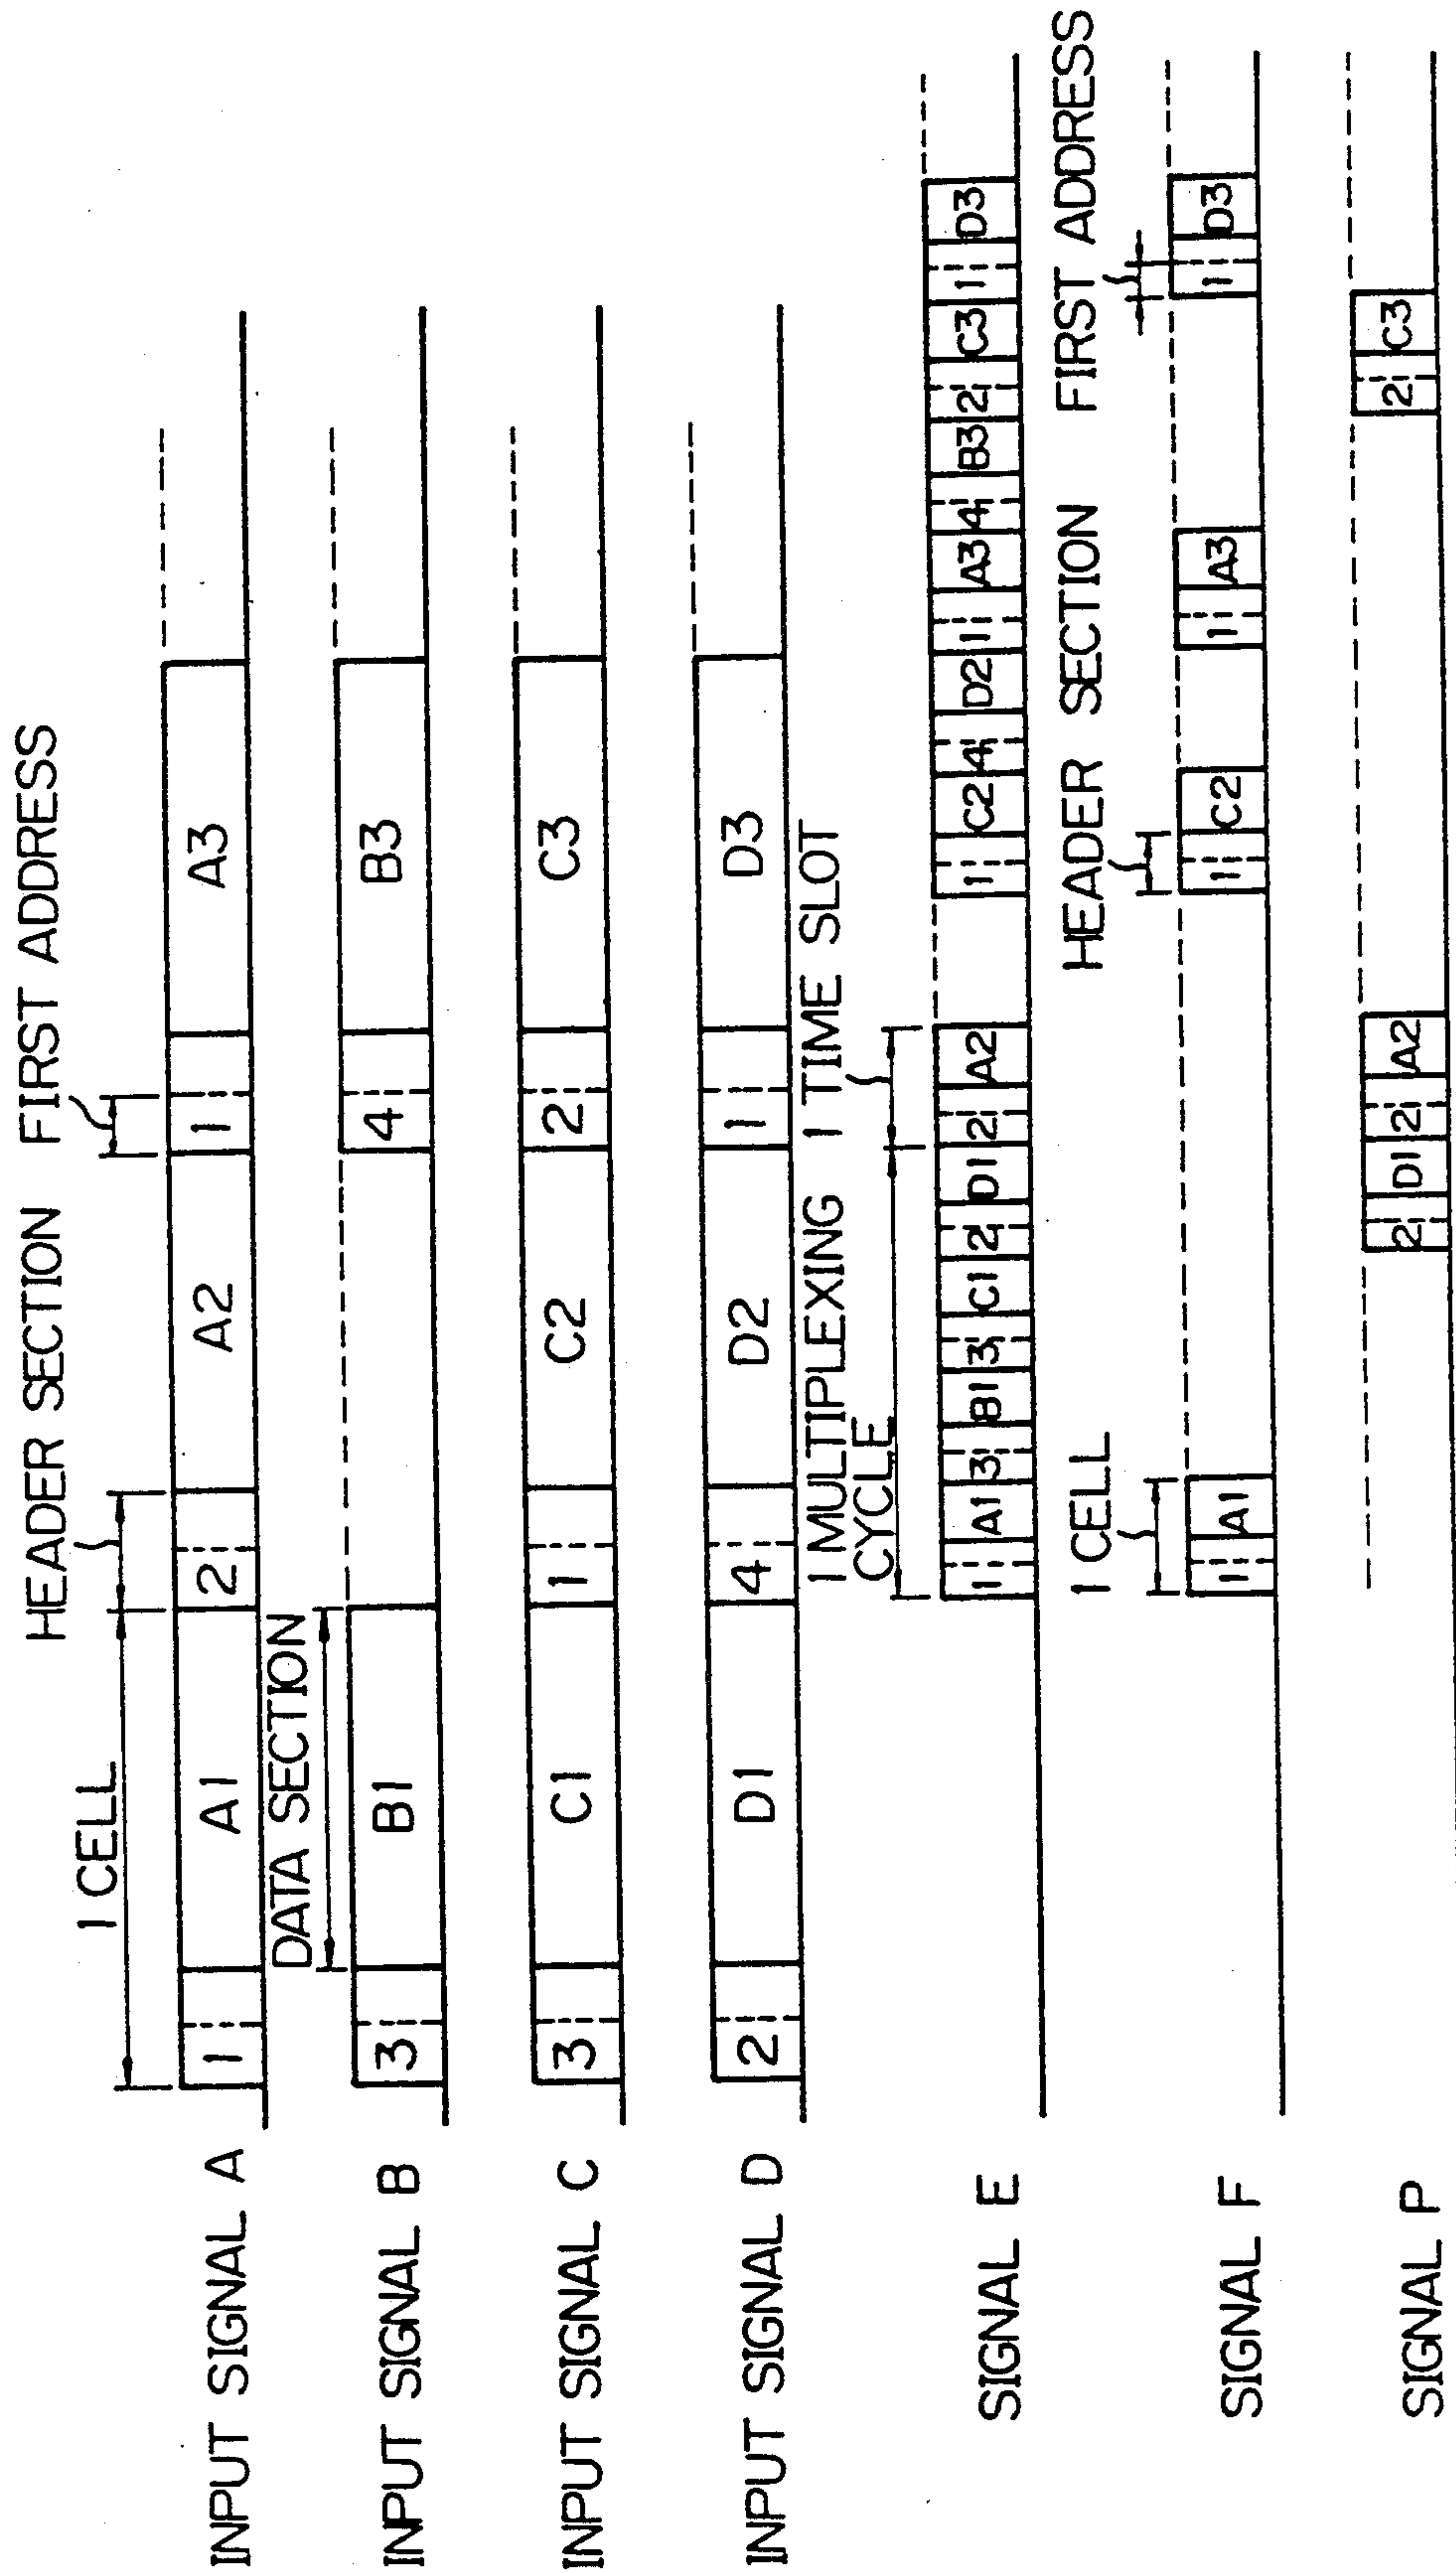 HEADER SECTION FIRST ADDRESS
1 CELL
INPUT SIGNAL A 1 A1 2 A2 1 A3
DATA SECTION
INPUT SIGNAL B 3 B1 4 B3
INPUT SIGNAL C 3 C1 1 C2 2 C3
INPUT SIGNAL D 2 D1 4 D2 1 D3
1 MULTIPLEXING 1 TIME SLOT
CYCLE
SIGNAL E 1 A1 3 B1 3 C1 2 D1 2 A2 1 C2 4 D2 1 A3 4 B3 2 C3 1 D3
1 CELL HEADER SECTION FIRST ADDRESS
SIGNAL F 1 A1 1 C2 1 A3 1 D3
SIGNAL P 2 D1 2 A2 2 C3